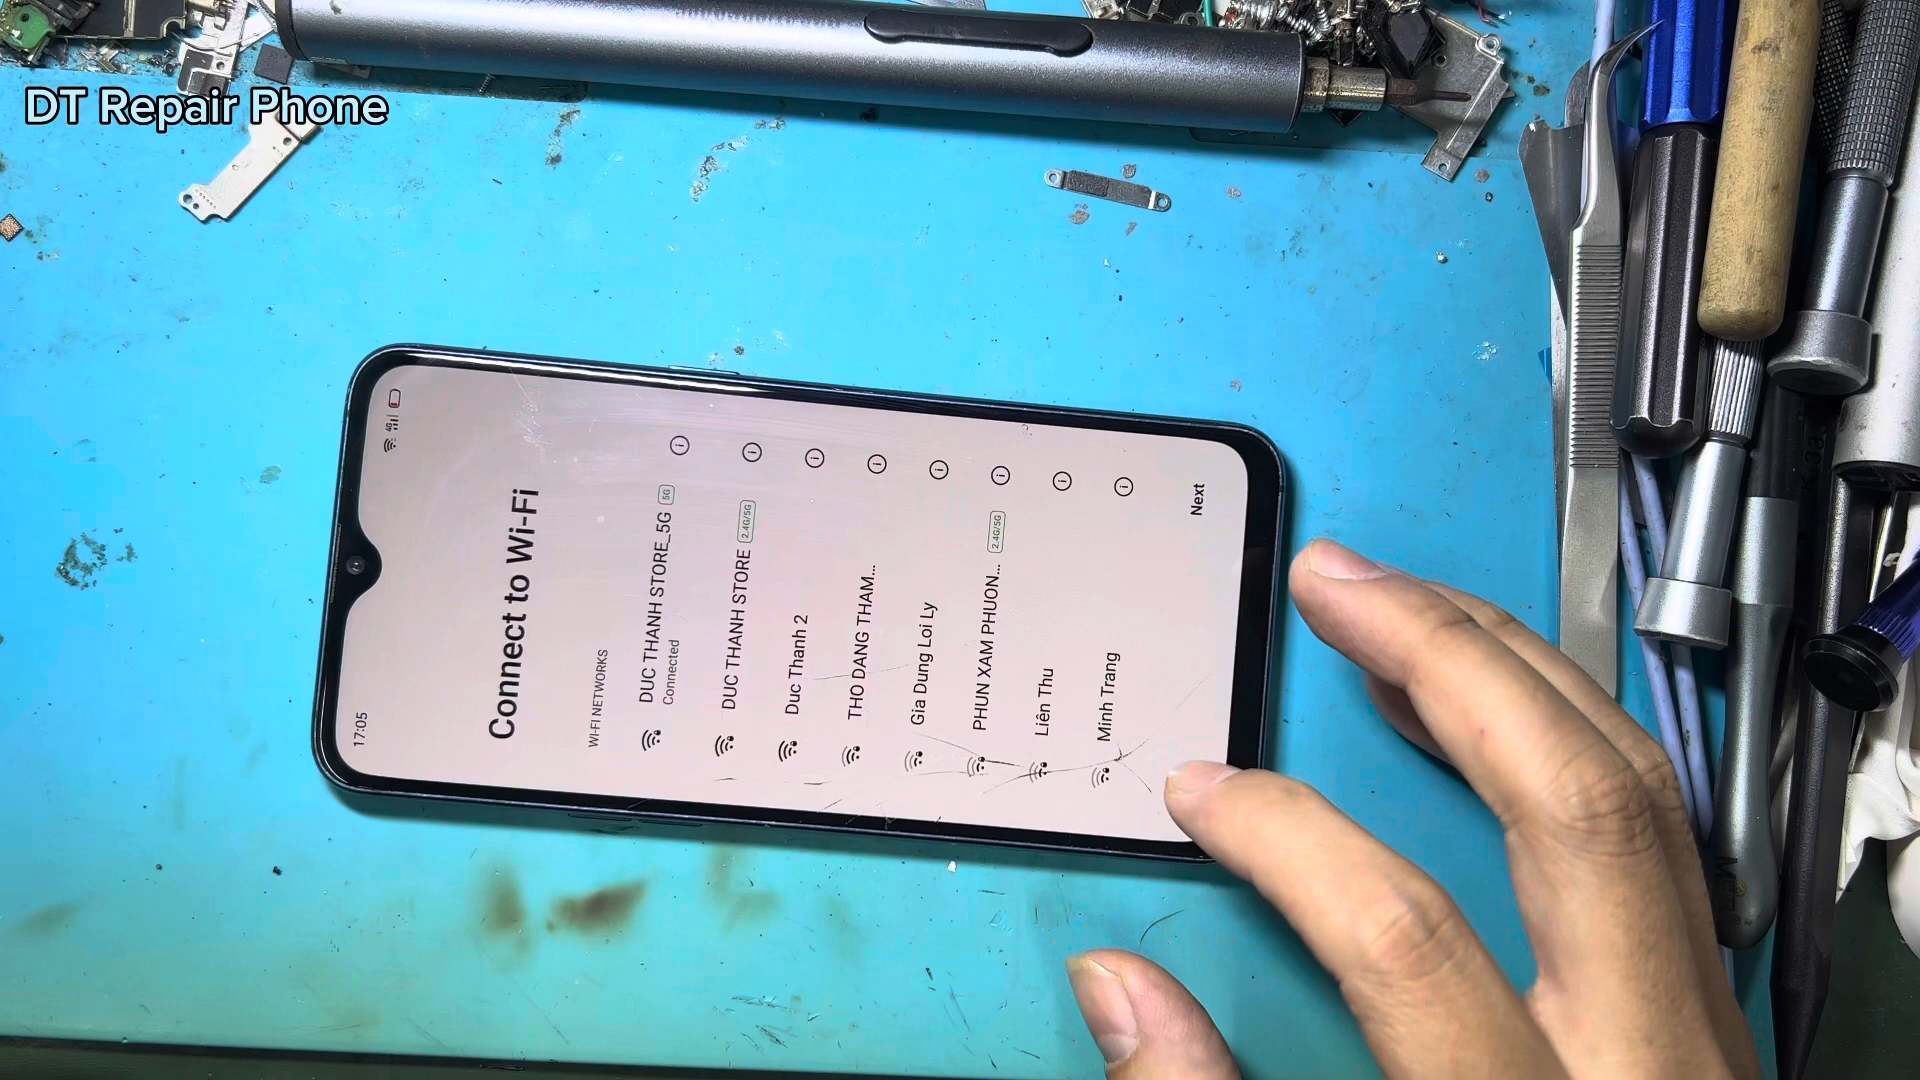 DT Repair Phone
17:05
4G
Connect to Wi-Fi
WI-FI NETWORKS
DUC THANH STORE_5G 5G
Connected
DUC THANH STORE 2.4G/5G
Duc Thanh 2
THO DANG THAM...
Gia Dung Loi Ly
PHUN XAM PHUON... 2.4G/5G
Liên Thu
Minh Trang
Next